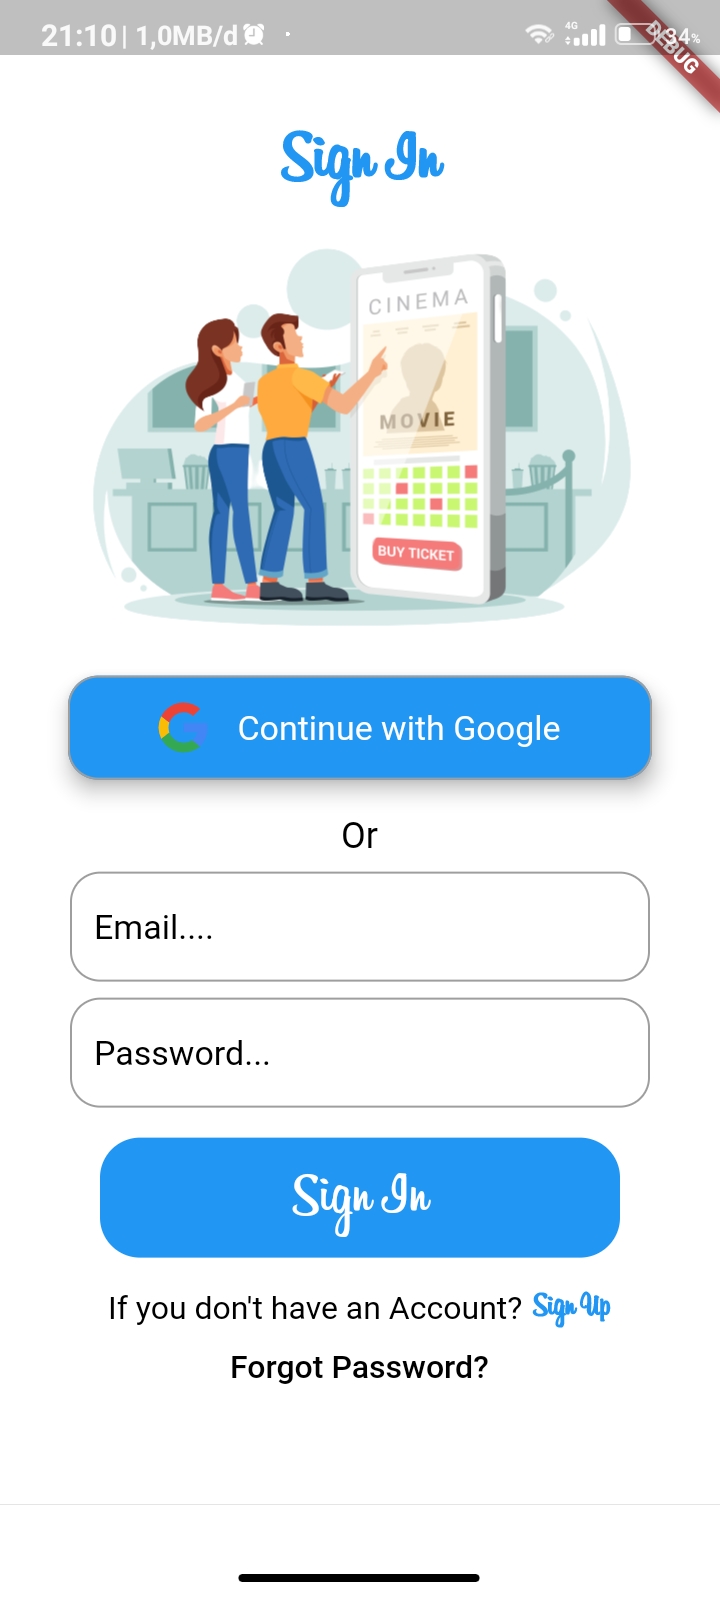 21:10 | 1,0MB/d
4G
34%
DEBUG
Sign In
CINEMA
MOVIE
BUY TICKET
Continue with Google
Or
Email....
Password...
Sign In
If you don't have an Account? Sign Up
Forgot Password?